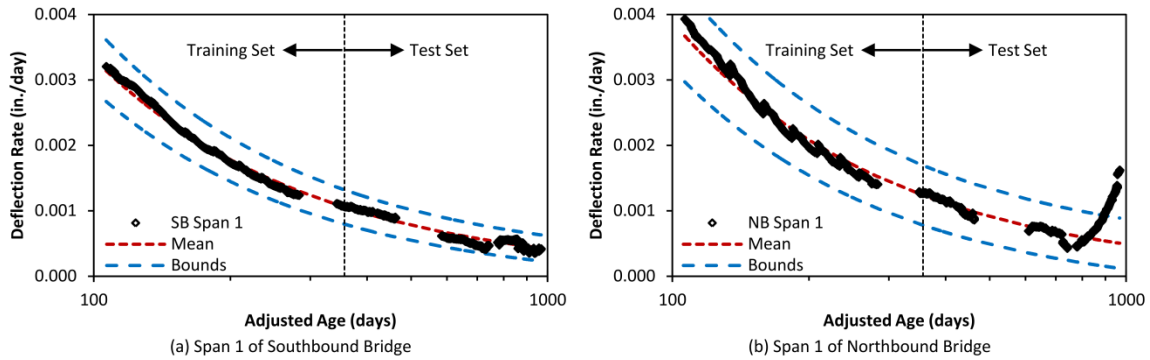 Deflection Rate (in./day)
0.004
0.003
0.002
0.001
0.000
Training Set
Test Set
SB Span 1
Mean
Bounds
100
1000
Adjusted Age (days)
(a) Span 1 of Southbound Bridge
Deflection Rate (in./day)
0.004
0.003
0.002
0.001
0.000
Training Set
Test Set
NB Span 1
Mean
Bounds
100
1000
Adjusted Age (days)
(b) Span 1 of Northbound Bridge